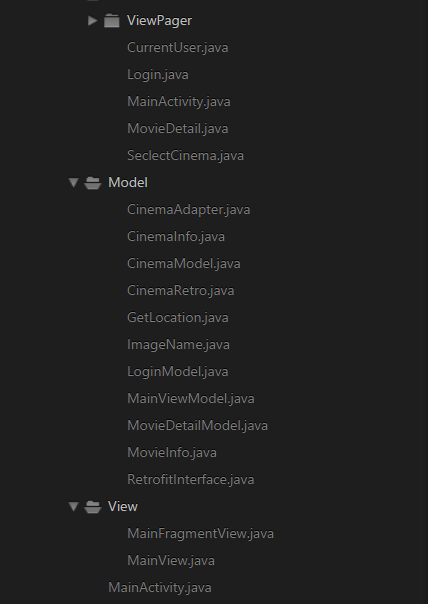 ViewPager
CurrentUser.java
Login.java
MainActivity.java
MovieDetail.java
SeclectCinema.java
Model
CinemaAdapter.java
CinemaInfo.java
CinemaModel.java
CinemaRetro.java
GetLocation.java
ImageName.java
LoginModel.java
MainViewModel.java
MovieDetailModel.java
MovieInfo.java
RetrofitInterface.java
View
MainFragmentView.java
MainView.java
MainActivity.java